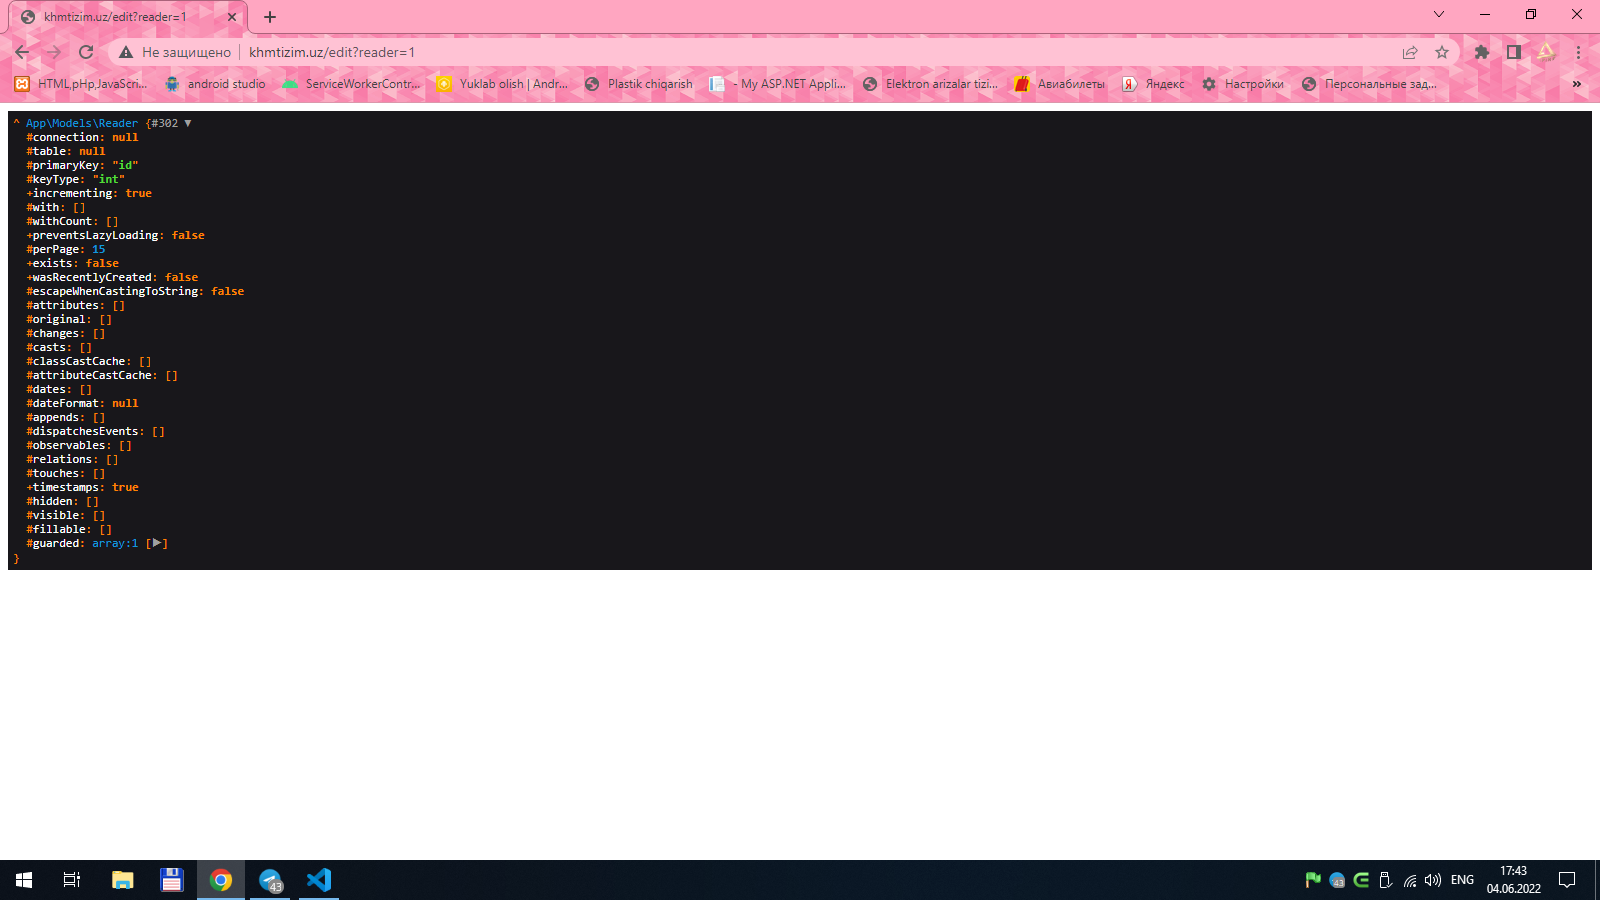 khmtizim.uz/edit?reader=1
Не защищено khmtizim.uz/edit?reader=1
HTML,pHp,JavaScri... android studio ServiceWorkerContr... Yuklab olish | Andr... Plastik chiqarish - My ASP.NET Appli... Elektron arizalar tizi... Авиабилеты Яндекс Настройки Персональные зад... »
^ App\Models\Reader {#302 ▼
#connection: null
#table: null
#primaryKey: "id"
#keyType: "int"
+incrementing: true
#with: []
#withCount: []
+preventsLazyLoading: false
#perPage: 15
+exists: false
+wasRecentlyCreated: false
#escapeWhenCastingToString: false
#attributes: []
#original: []
#changes: []
#casts: []
#classCastCache: []
#attributeCastCache: []
#dates: []
#dateFormat: null
#appends: []
#dispatchesEvents: []
#observables: []
#relations: []
#touches: []
+timestamps: true
#hidden: []
#visible: []
#fillable: []
#guarded: array:1 [▶]
}
43 43 ENG 17:43
04.06.2022